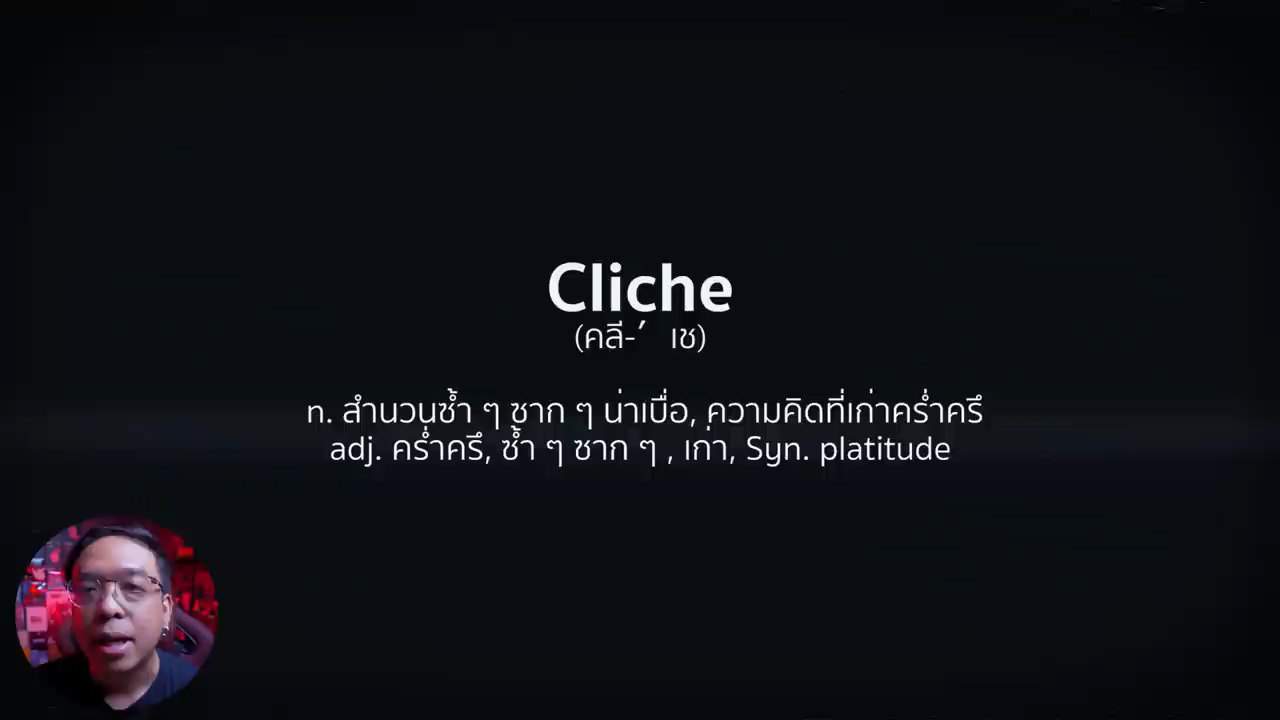 Cliche
(คลี-′ เช)
n. สำนวนซ้ำ ๆ ซาก ๆ น่าเบื่อ, ความคิดที่เก่าคร่ำครึ
adj. คร่ำครึ, ซ้ำ ๆ ซาก ๆ , เก่า, Syn. platitude